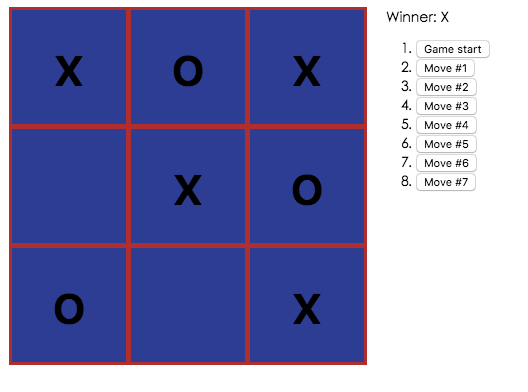 X O X
X O
O X
Winner: X
1. Game start
2. Move #1
3. Move #2
4. Move #3
5. Move #4
6. Move #5
7. Move #6
8. Move #7